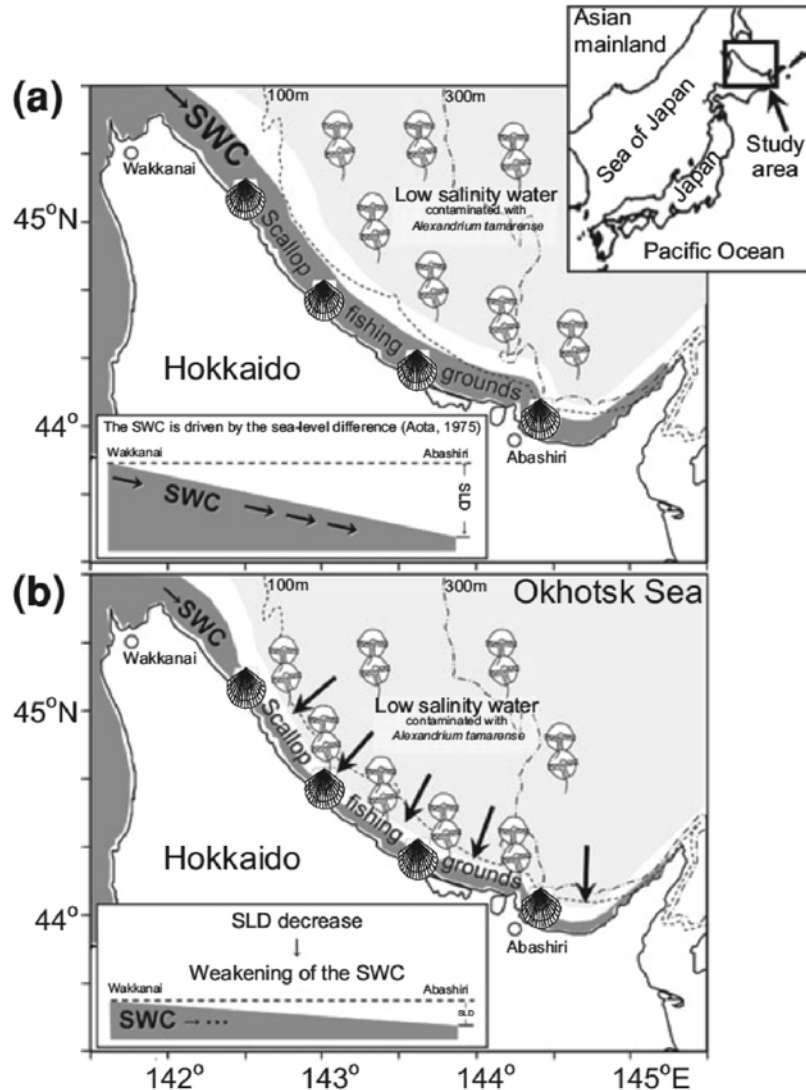 Asian
mainland
Sea of Japan
Japan
Study
area
Pacific Ocean
(a)
100m
300m
SWC
Wakkanai
45°N
Low salinity water
contaminated with
Alexandrium tamarense
Scallop
fishing
grounds
Hokkaido
44°
Abashiri
The SWC is driven by the sea-level difference (Aota, 1975)
Wakkanai
Abashiri
SWC
SLD
(b)
100m
300m
Okhotsk Sea
SWC
Wakkanai
45°N
Low salinity water
contaminated with
Alexandrium tamarense
Scallop
fishing
grounds
Hokkaido
44°
Abashiri
SLD decrease
↓
Weakening of the SWC
Wakkanai
Abashiri
SWC → ···
SLD
142° 143° 144° 145°E